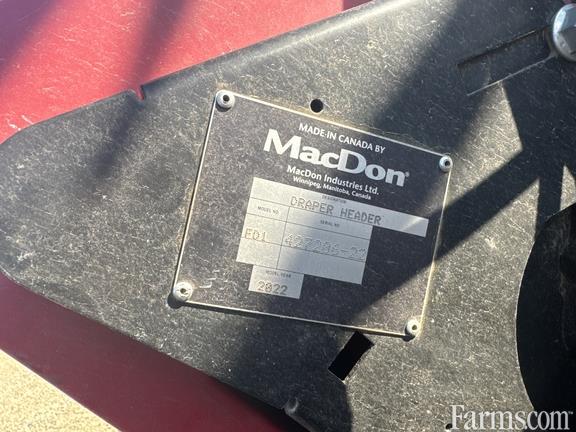 MADE IN CANADA BY
MacDon®
MacDon Industries Ltd.
Winnipeg, Manitoba, Canada
DESCRIPTION
DRAPER HEADER
MODEL NO
SERIAL NO
FD1
MODEL YEAR
2022
Farms.com